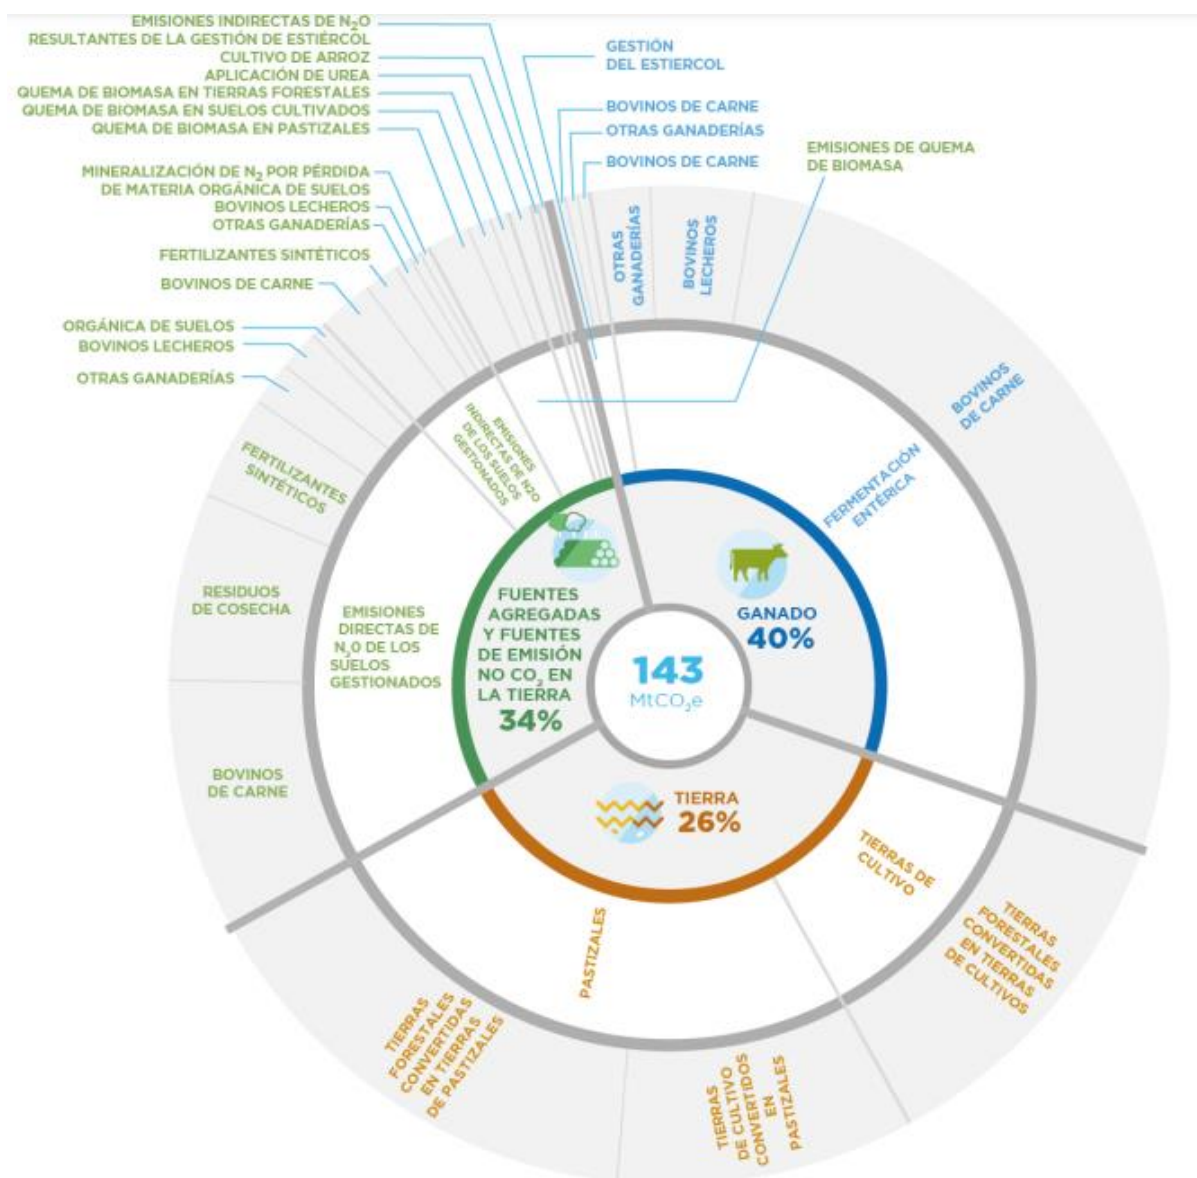 EMISIONES INDIRECTAS DE N₂O
RESULTANTES DE LA GESTIÓN DE ESTIÉRCOL
CULTIVO DE ARROZ
APLICACIÓN DE UREA
QUEMA DE BIOMASA EN TIERRAS FORESTALES
QUEMA DE BIOMASA EN SUELOS CULTIVADOS
QUEMA DE BIOMASA EN PASTIZALES
MINERALIZACIÓN DE N₂ POR PÉRDIDA
DE MATERIA ORGÁNICA DE SUELOS
BOVINOS LECHEROS
OTRAS GANADERÍAS
FERTILIZANTES SINTÉTICOS
BOVINOS DE CARNE
ORGÁNICA DE SUELOS
BOVINOS LECHEROS
OTRAS GANADERÍAS
GESTIÓN
DEL ESTIERCOL
BOVINOS DE CARNE
OTRAS GANADERÍAS
BOVINOS DE CARNE
EMISIONES DE QUEMA
DE BIOMASA
OTRAS
GANADERÍAS
BOVINOS
LECHEROS
BOVINOS
DE CARNE
FERMENTACIÓN
ENTÉRICA
EMISIONES
INDIRECTAS DE N2O
DE LOS SUELOS
GESTIONADOS
FERTILIZANTES
SINTÉTICOS
RESIDUOS
DE COSECHA
BOVINOS
DE CARNE
EMISIONES
DIRECTAS DE
N₂O DE LOS
SUELOS
GESTIONADOS
FUENTES
AGREGADAS
Y FUENTES
DE EMISIÓN
NO CO₂ EN
LA TIERRA
34%
143
MtCO₂e
GANADO
40%
TIERRA
26%
TIERRAS DE
CULTIVO
TIERRAS
FORESTALES
CONVERTIDAS
EN TIERRAS
DE CULTIVOS
PASTIZALES
TIERRAS
FORESTALES
CONVERTIDAS
EN TIERRAS
DE PASTIZALES
TIERRAS
DE CULTIVO
CONVERTIDOS
EN
PASTIZALES